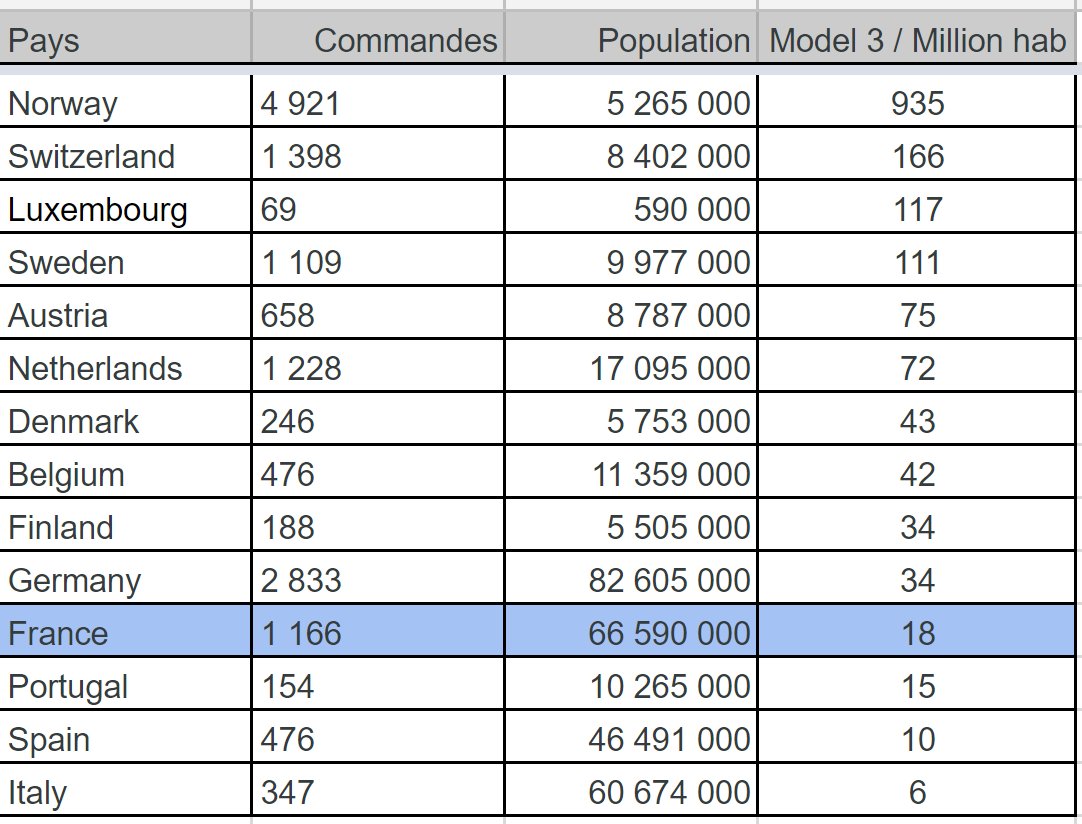 Pays Commandes Population Model 3 / Million hab
Norway 4 921 5 265 000 935
Switzerland 1 398 8 402 000 166
Luxembourg 69 590 000 117
Sweden 1 109 9 977 000 111
Austria 658 8 787 000 75
Netherlands 1 228 17 095 000 72
Denmark 246 5 753 000 43
Belgium 476 11 359 000 42
Finland 188 5 505 000 34
Germany 2 833 82 605 000 34
France 1 166 66 590 000 18
Portugal 154 10 265 000 15
Spain 476 46 491 000 10
Italy 347 60 674 000 6